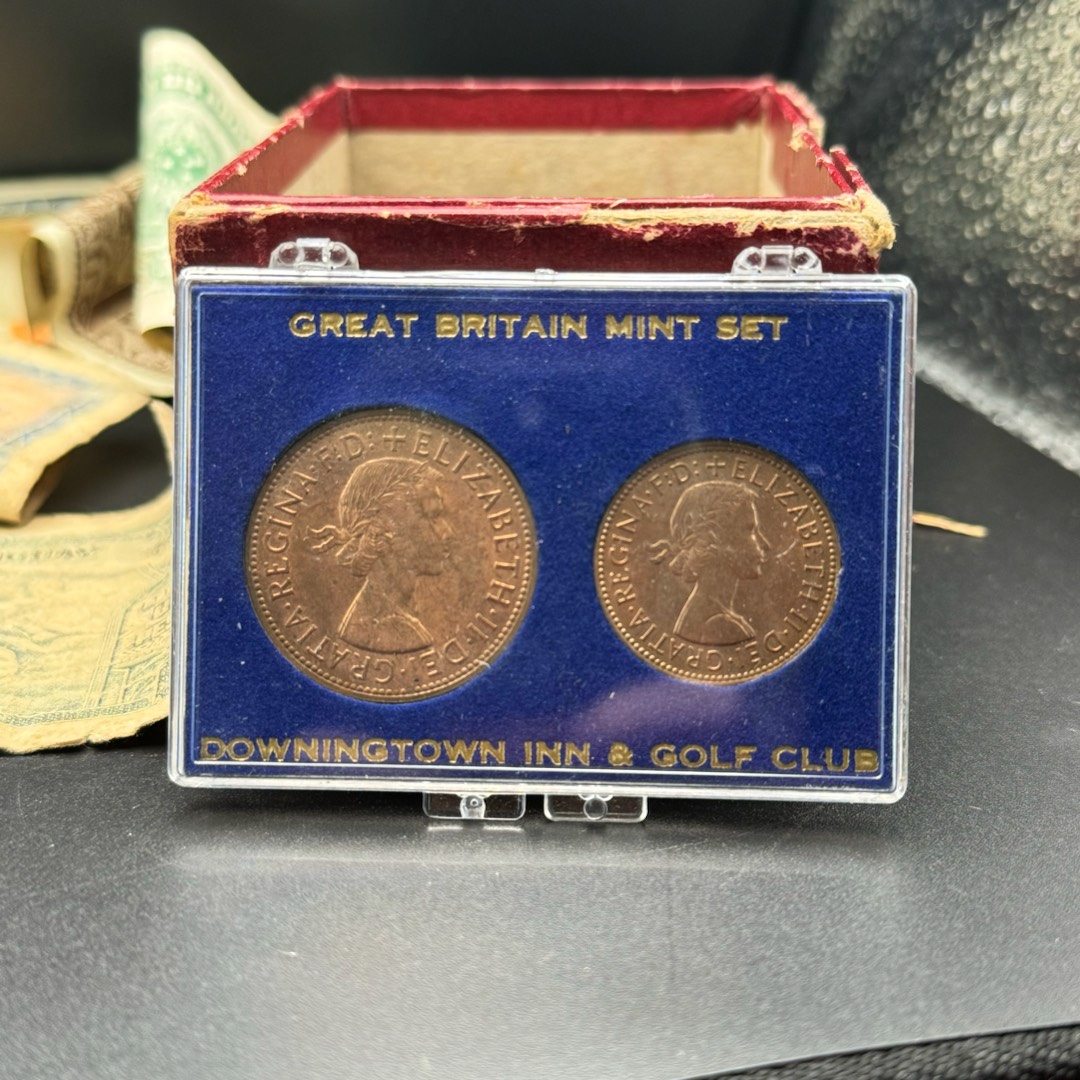 GREAT BRITAIN MINT SET
ELIZABETH·II·DEI·GRATIA·REGINA·F:D:+
ELIZABETH·II·DEI·GRATIA·REGINA·F:D:+
DOWNINGTOWN INN & GOLF CLUB